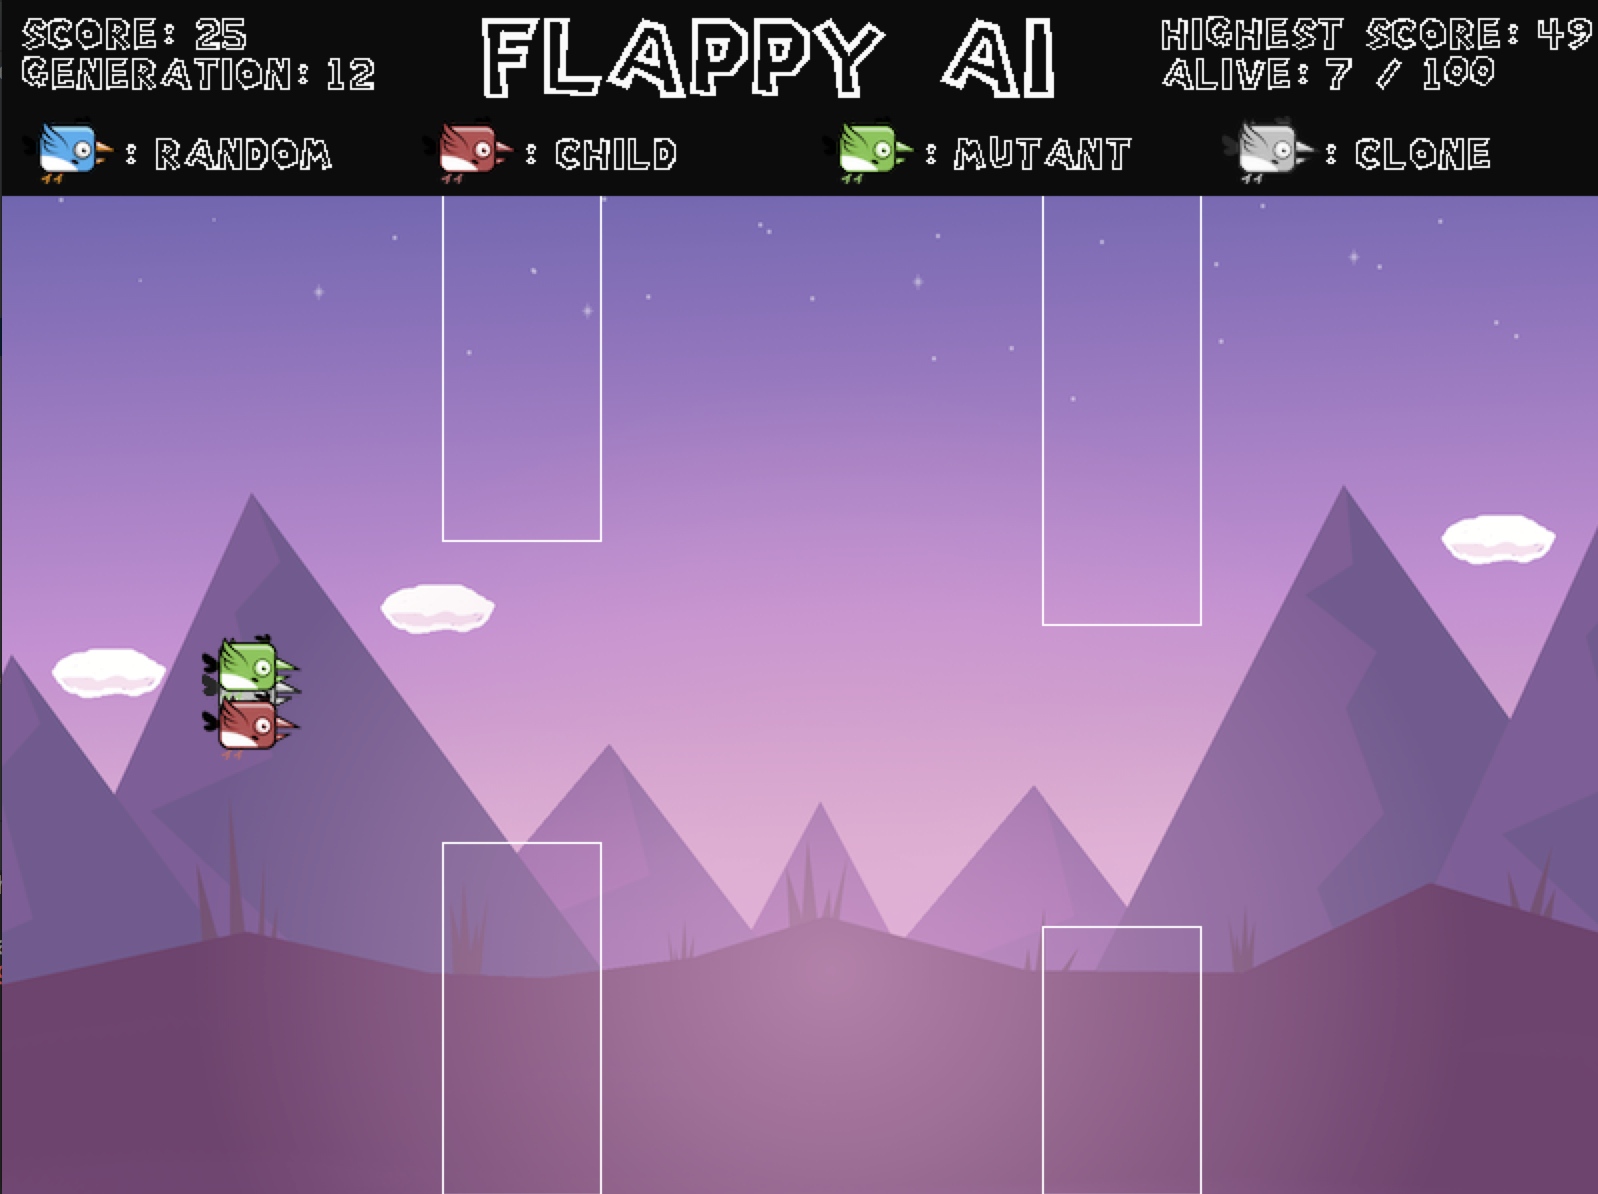 SCORE: 25
GENERATION: 12
FLAPPY AI
HIGHEST SCORE: 49
ALIVE: 7 / 100
: RANDOM
: CHILD
: MUTANT
: CLONE